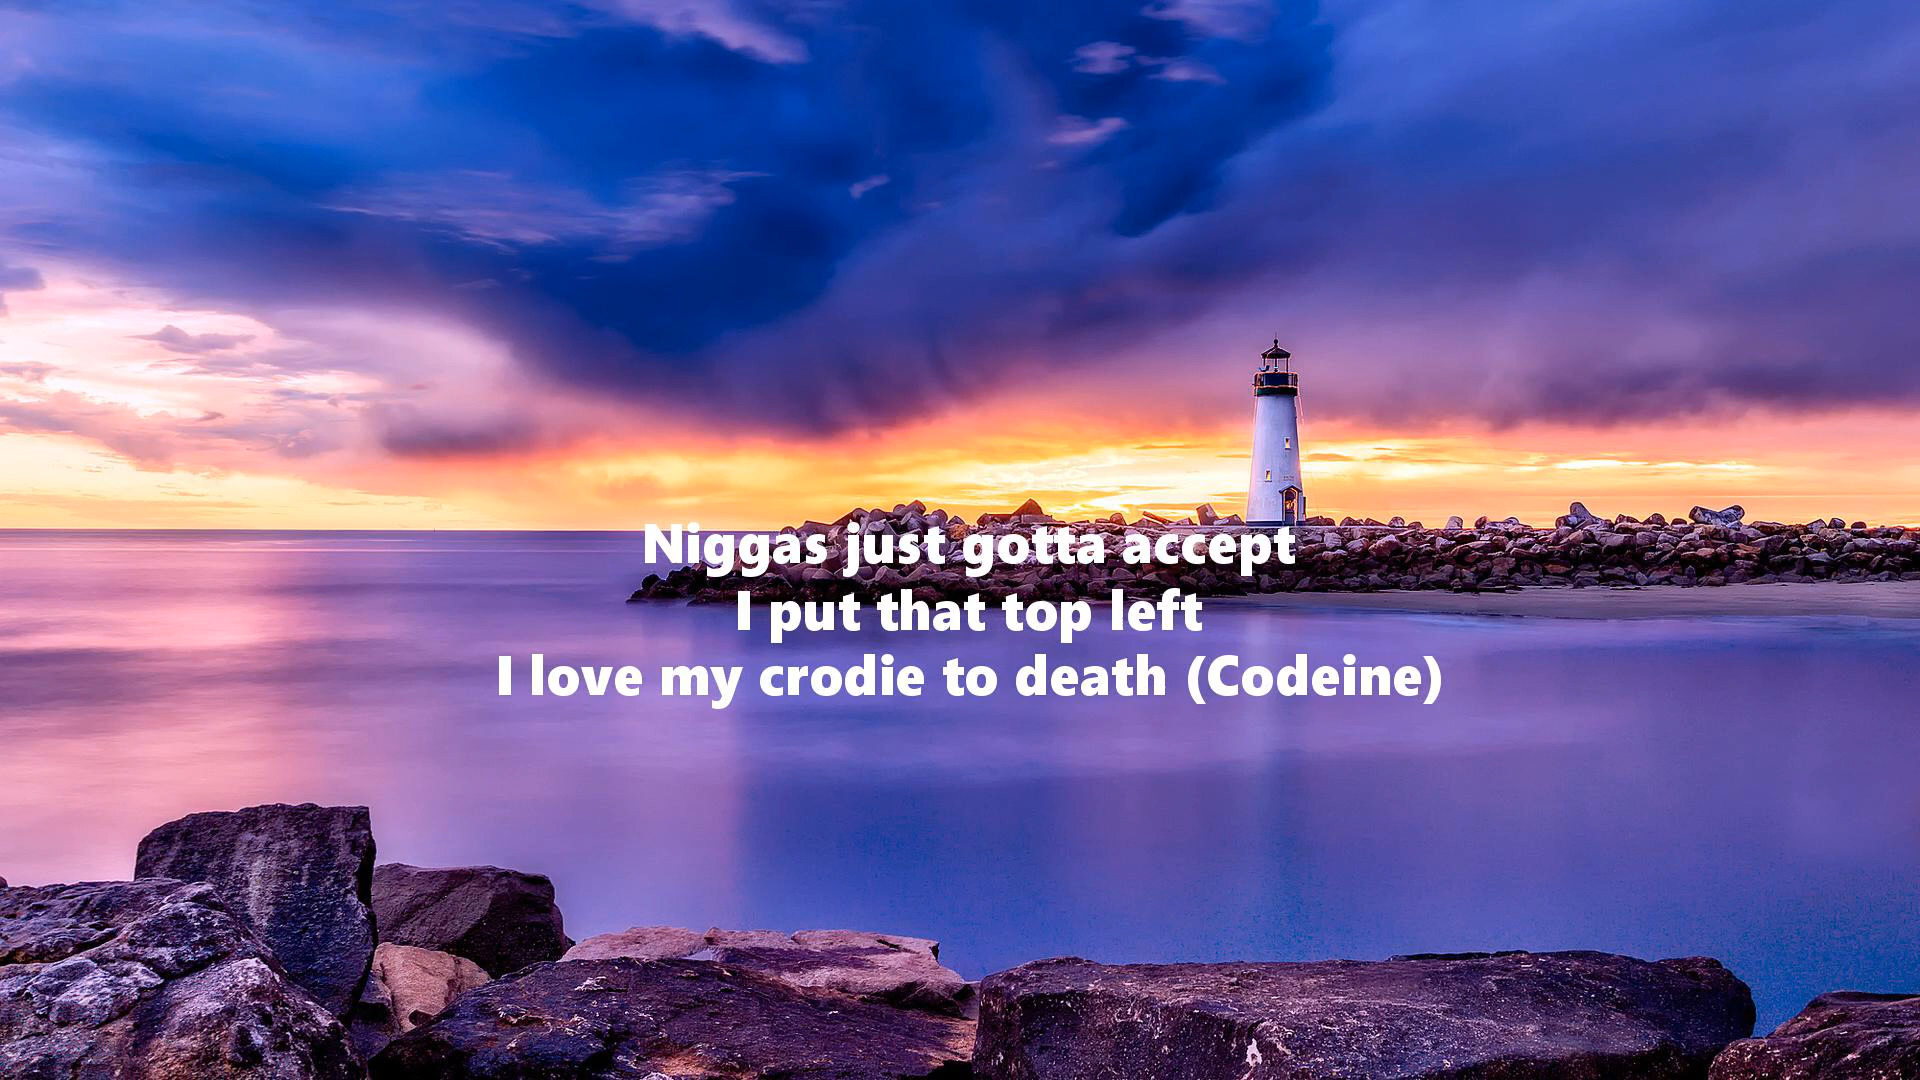 Niggas just gotta accept
I put that top left
I love my crodie to death (Codeine)